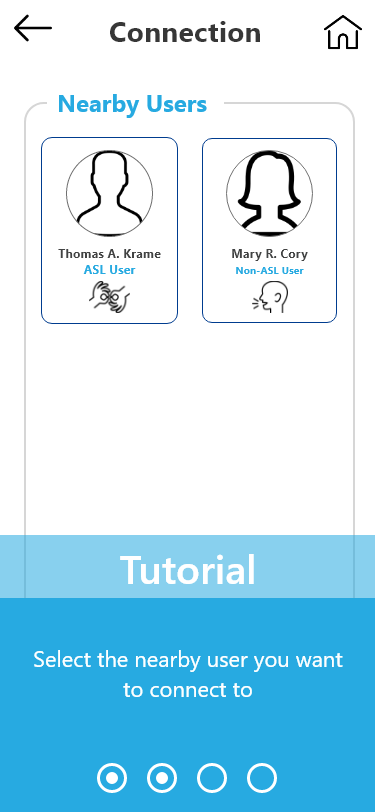 Connection
Nearby Users
Thomas A. Krame
ASL User
Mary R. Cory
Non-ASL User
Tutorial
Select the nearby user you want
to connect to